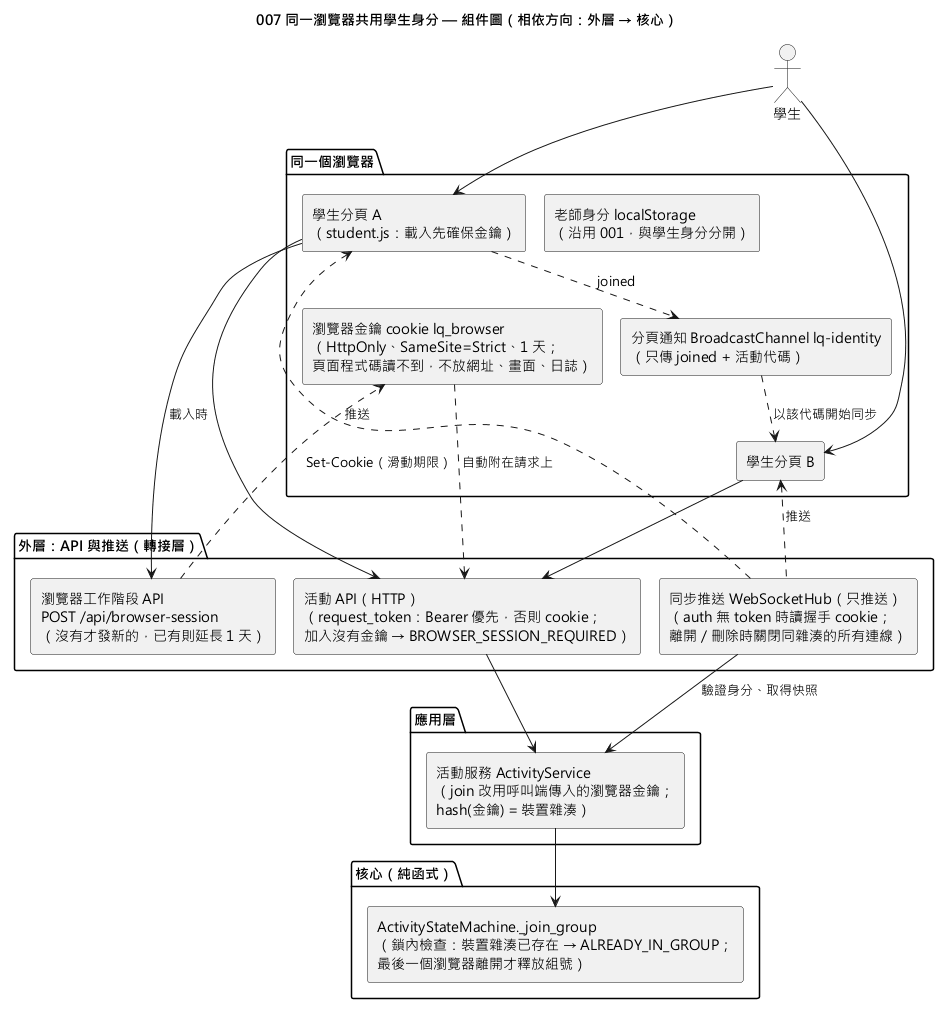 007 同一瀏覽器共用學生身分 — 組件圖（相依方向：外層 → 核心）
學生
同一個瀏覽器
學生分頁 A
（student.js：載入先確保金鑰）
老師身分 localStorage
（沿用 001，與學生身分分開）
joined
瀏覽器金鑰 cookie lq_browser
（HttpOnly、SameSite=Strict、1 天；
頁面程式碼讀不到，不放網址、畫面、日誌）
分頁通知 BroadcastChannel lq-identity
（只傳 joined + 活動代碼）
載入時
推送
以該代碼開始同步
學生分頁 B
Set-Cookie（滑動期限）
自動附在請求上
推送
外層：API 與推送（轉接層）
瀏覽器工作階段 API
POST /api/browser-session
（沒有才發新的，已有則延長 1 天）
活動 API（HTTP）
（request_token：Bearer 優先，否則 cookie；
加入沒有金鑰 → BROWSER_SESSION_REQUIRED）
同步推送 WebSocketHub（只推送）
（auth 無 token 時讀握手 cookie；
離開 / 刪除時關閉同雜湊的所有連線）
驗證身分、取得快照
應用層
活動服務 ActivityService
（join 改用呼叫端傳入的瀏覽器金鑰；
hash(金鑰) = 裝置雜湊）
核心（純函式）
ActivityStateMachine._join_group
（鎖內檢查：裝置雜湊已存在 → ALREADY_IN_GROUP；
最後一個瀏覽器離開才釋放組號）